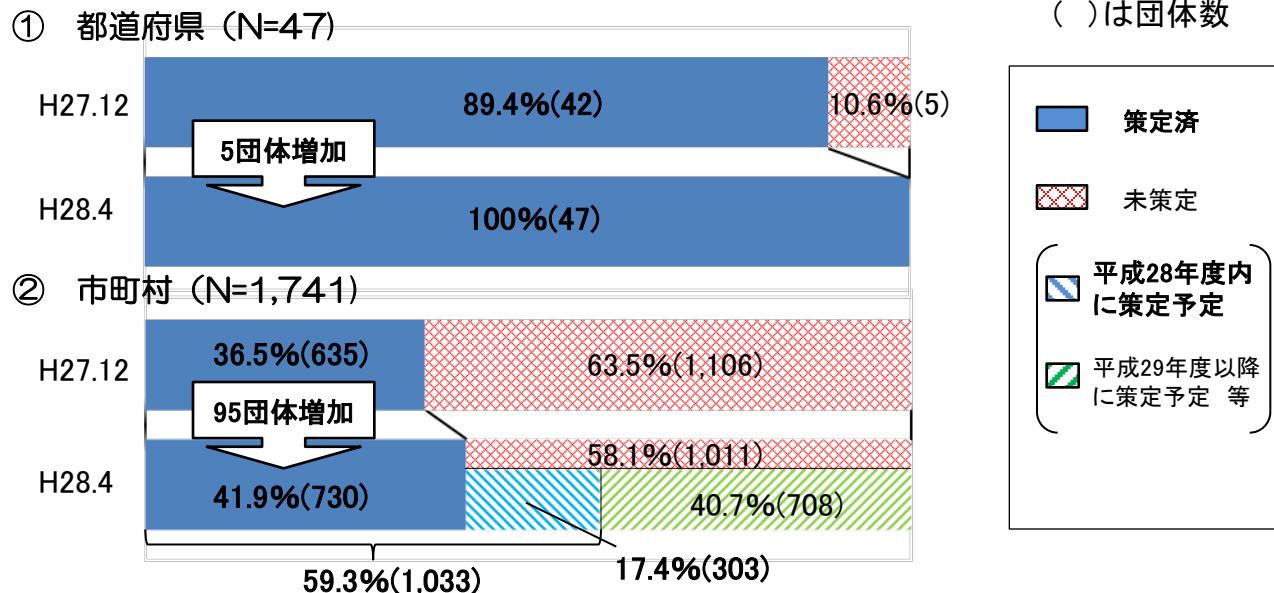 ① 都道府県（N=47）
（ ）は団体数
H27.12
89.4%(42)
10.6%(5)
5団体増加
H28.4
100%(47)
② 市町村（N=1,741）
H27.12
36.5%(635)
63.5%(1,106)
95団体増加
H28.4
58.1%(1,011)
41.9%(730)
40.7%(708)
17.4%(303)
59.3%(1,033)
策定済
未策定
平成28年度内
に策定予定
平成29年度以降
に策定予定 等